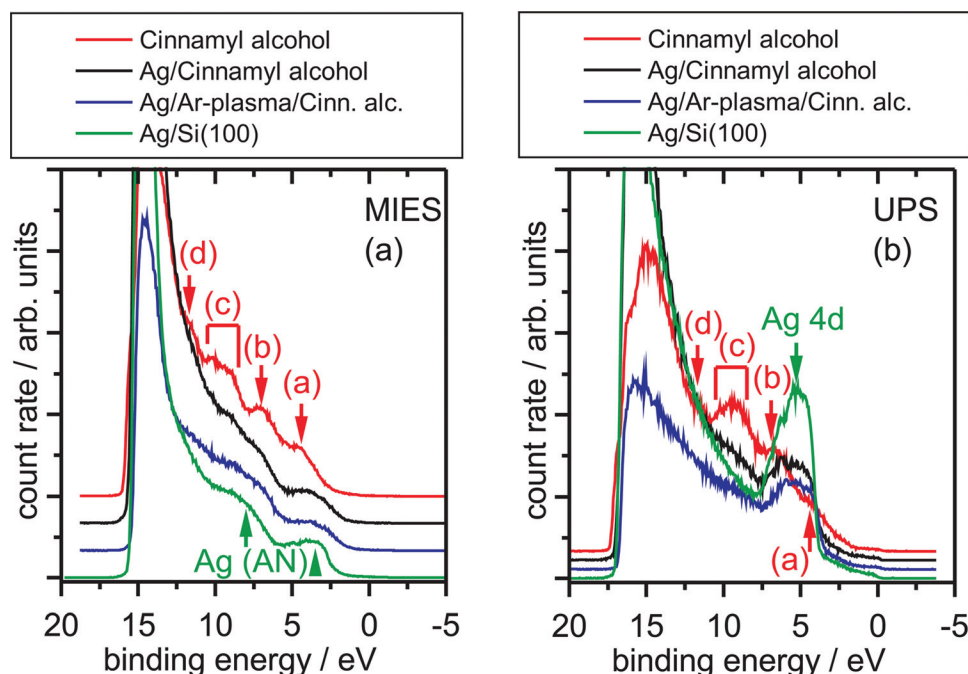 Cinnamyl alcohol
Ag/Cinnamyl alcohol
Ag/Ar-plasma/Cinn. alc.
Ag/Si(100)
MIES
(a)
(d)
(c)
(b)
(a)
Ag (AN)
count rate / arb. units
20 15 10 5 0 -5
binding energy / eV
Cinnamyl alcohol
Ag/Cinnamyl alcohol
Ag/Ar-plasma/Cinn. alc.
Ag/Si(100)
UPS
(b)
Ag 4d
(d)
(c)
(b)
(a)
count rate / arb. units
20 15 10 5 0 -5
binding energy / eV